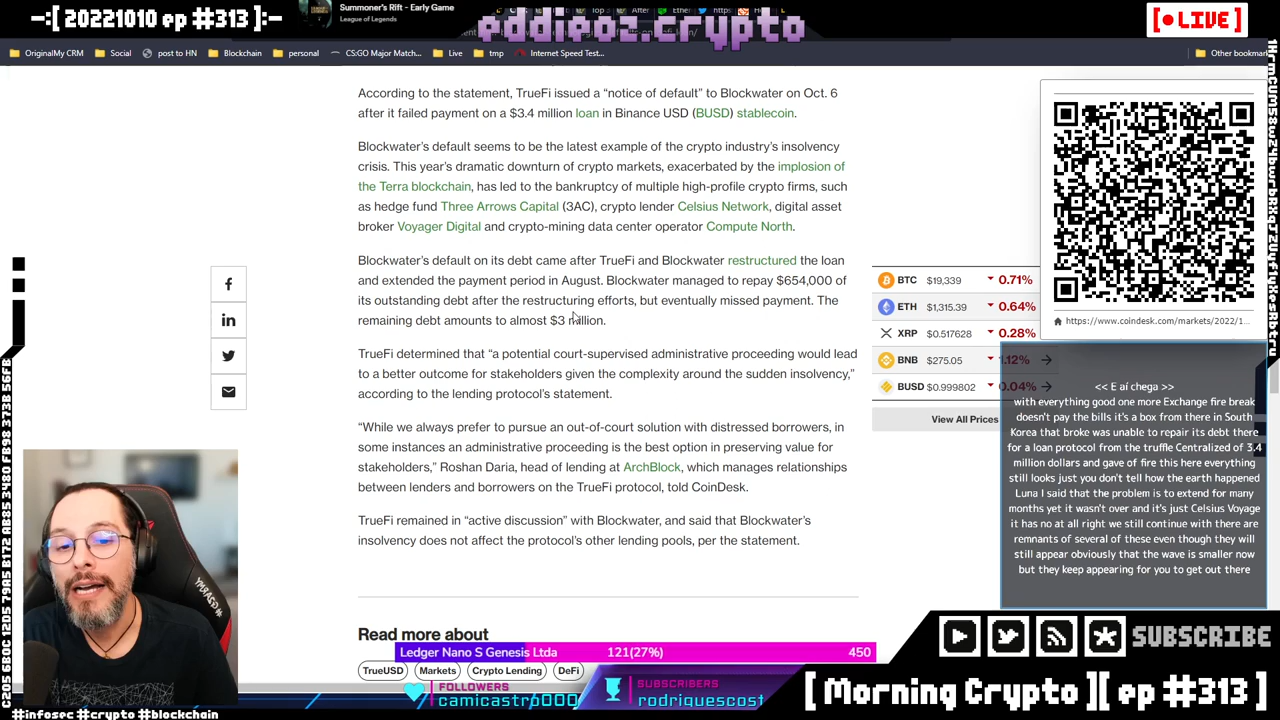 -:[ 20221010 ep #313 ]:-
Summoner's Rift - Early Game
League of Legends
eddieoz.crypto
[ ● LIVE ]
OriginalMy CRM
Social
post to HN
Blockchain
personal
CS:GO Major Match...
Live
tmp
Internet Speed Test...
Other bookmar
According to the statement, TrueFi issued a “notice of default” to Blockwater on Oct. 6
after it failed payment on a $3.4 million loan in Binance USD (BUSD) stablecoin.
Blockwater’s default seems to be the latest example of the crypto industry’s insolvency
crisis. This year’s dramatic downturn of crypto markets, exacerbated by the implosion of
the Terra blockchain, has led to the bankruptcy of multiple high-profile crypto firms, such
as hedge fund Three Arrows Capital (3AC), crypto lender Celsius Network, digital asset
broker Voyager Digital and crypto-mining data center operator Compute North.
Blockwater’s default on its debt came after TrueFi and Blockwater restructured the loan
and extended the payment period in August. Blockwater managed to repay $654,000 of
its outstanding debt after the restructuring efforts, but eventually missed payment. The
remaining debt amounts to almost $3 million.
TrueFi determined that “a potential court-supervised administrative proceeding would lead
to a better outcome for stakeholders given the complexity around the sudden insolvency,”
according to the lending protocol’s statement.
“While we always prefer to pursue an out-of-court solution with distressed borrowers, in
some instances an administrative proceeding is the best option in preserving value for
stakeholders,” Roshan Daria, head of lending at ArchBlock, which manages relationships
between lenders and borrowers on the TrueFi protocol, told CoinDesk.
TrueFi remained in “active discussion” with Blockwater, and said that Blockwater’s
insolvency does not affect the protocol’s other lending pools, per the statement.
Read more about
TrueUSD
Markets
Crypto Lending
DeFi
BTC $19,339 0.71%
ETH $1,315.39 0.64%
XRP $0.517628 0.28%
BNB $275.05 1.12%
BUSD $0.999802 0.04%
View All Prices
https://www.coindesk.com/markets/2022/1...
<< E aí chega >>
with everything good one more Exchange fire break
doesn't pay the bills it's a box from there in South
Korea that broke was unable to repair its debt there
for a loan protocol from the truffle Centralized of 3.4
million dollars and gave of fire this here everything
still looks just you don't tell how the earth happened
Luna I said that the problem is to extend for many
months yet it wasn't over and it's just Celsius Voyage
it has no at all right we still continue with there are
remnants of several of these even though they will
still appear obviously that the wave is smaller now
but they keep appearing for you to get out there
SUBSCRIBE
Ledger Nano S Genesis Ltda 121(27%) 450
FOLLOWERS
camicastro000
SUBSCRIBERS
rodriguescost
[ Morning Crypto ][ ep #313 ]
#infosec #crypto #blockchain